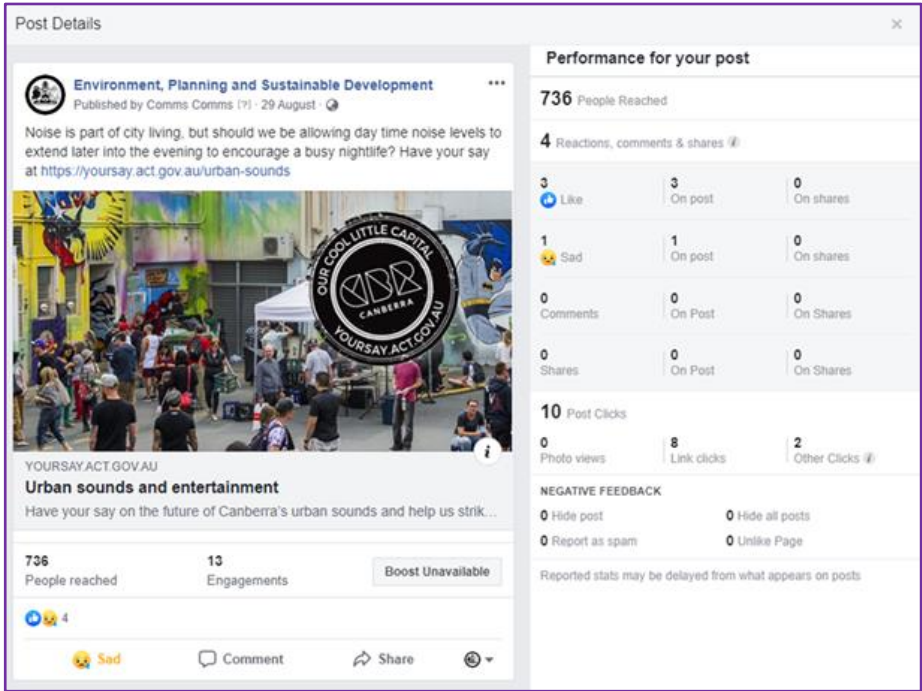 Post Details
Environment, Planning and Sustainable Development
Published by Comms Comms [?] · 29 August ·
Noise is part of city living, but should we be allowing day time noise levels to
extend later into the evening to encourage a busy nightlife? Have your say
at https://yoursay.act.gov.au/urban-sounds
OUR COOL LITTLE CAPITAL
CBR
CANBERRA
YOURSAY.ACT.GOV.AU
YOURSAY.ACT.GOV.AU
Urban sounds and entertainment
Have your say on the future of Canberra's urban sounds and help us strik...
736 13
People reached Engagements Boost Unavailable
4
Sad Comment Share
Performance for your post
736 People Reached
4 Reactions, comments & shares
3 3 0
Like On post On shares
1 1 0
Sad On post On shares
0 0 0
Comments On Post On Shares
0 0 0
Shares On Post On Shares
10 Post Clicks
0 8 2
Photo views Link clicks Other Clicks
NEGATIVE FEEDBACK
0 Hide post 0 Hide all posts
0 Report as spam 0 Unlike Page
Reported stats may be delayed from what appears on posts